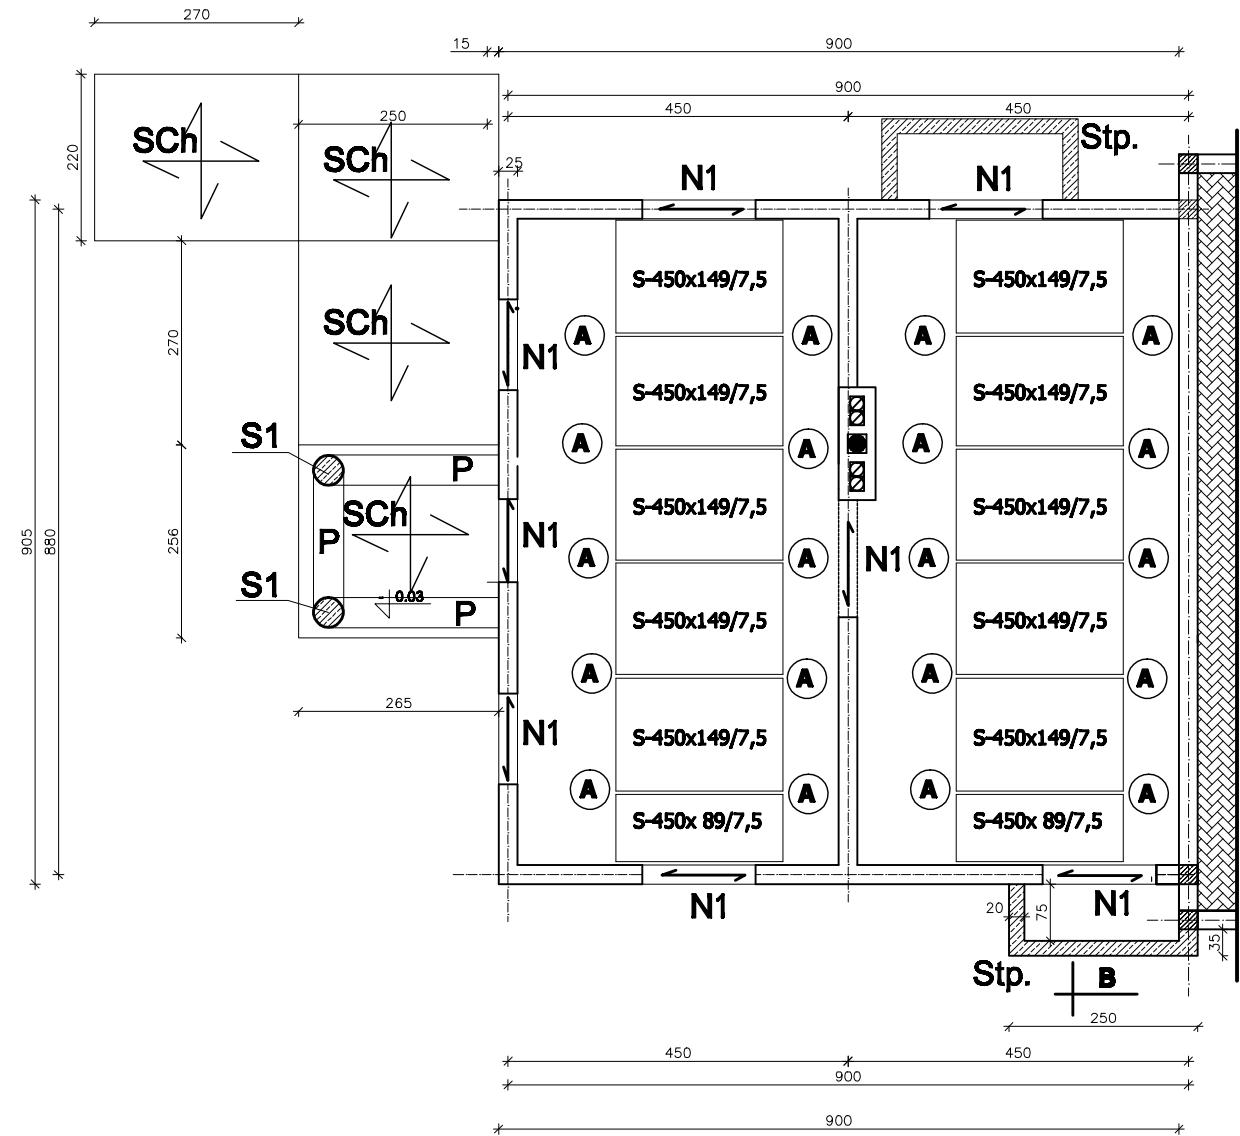 270
15
900
900
450
450
250
220
SCh
SCh
25
Stp.
N1
N1
S-450x149/7,5
S-450x149/7,5
SCh
A
A
A
A
270
N1
S-450x149/7,5
S-450x149/7,5
S1
P
A
A
A
A
SCh
S-450x149/7,5
S-450x149/7,5
905
880
256
P
N1
N1
A
A
A
A
S1
- 0.03
P
S-450x149/7,5
S-450x149/7,5
A
A
A
A
265
N1
S-450x149/7,5
S-450x149/7,5
A
A
A
A
S-450x 89/7,5
S-450x 89/7,5
N1
N1
20
75
35
Stp.
B
250
450
450
900
900